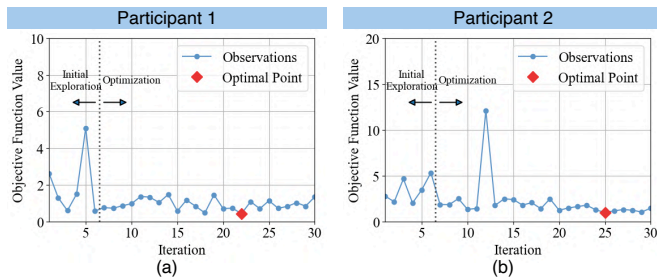 Participant 1
Participant 2
10
8
6
4
2
0
Objective Function Value
Initial
Exploration
Optimization
Observations
Optimal Point
5
10
15
20
25
30
Iteration
(a)
20
15
10
5
0
Objective Function Value
Initial
Exploration
Optimization
Observations
Optimal Point
5
10
15
20
25
30
Iteration
(b)